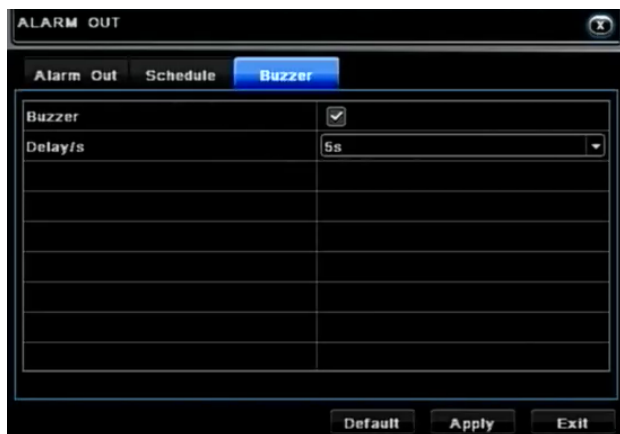 ALARM OUT
Alarm Out Schedule Buzzer
Buzzer
Delay/s 5s
Default Apply Exit